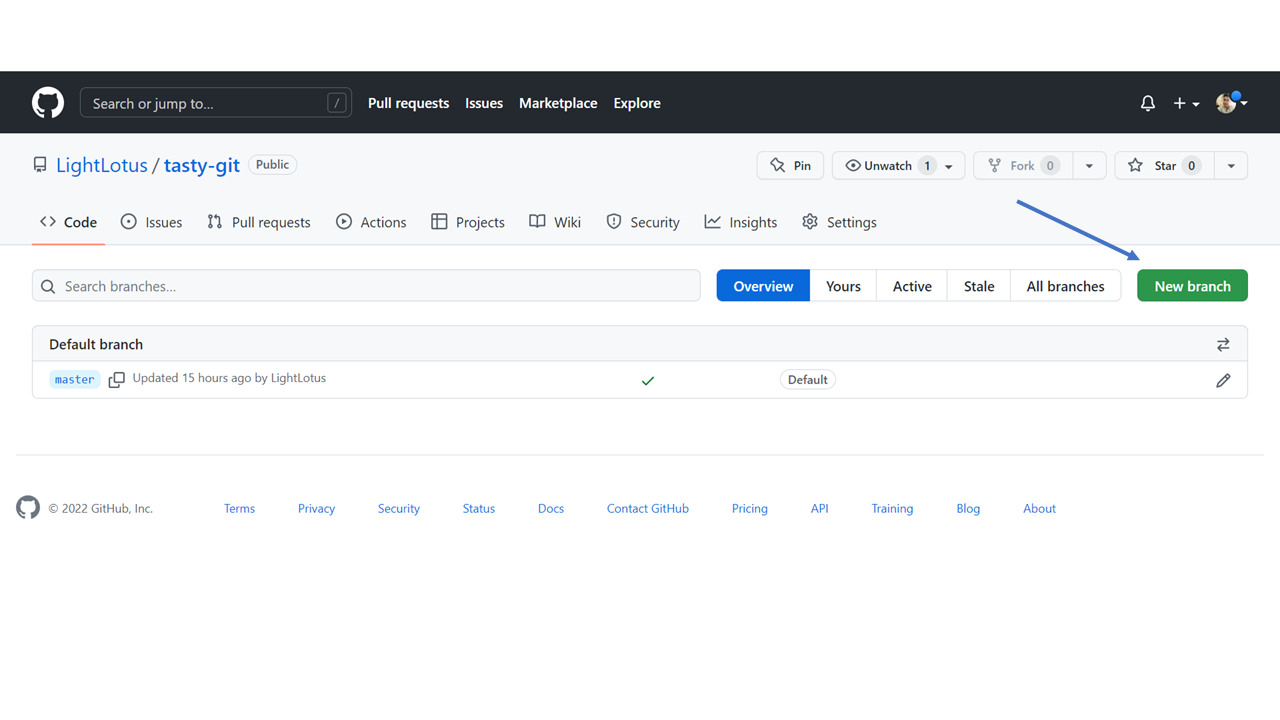 Search or jump to... / Pull requests Issues Marketplace Explore
LightLotus / tasty-git Public Pin Unwatch 1 Fork 0 Star 0
Code Issues Pull requests Actions Projects Wiki Security Insights Settings
Search branches... Overview Yours Active Stale All branches New branch
Default branch
master Updated 15 hours ago by LightLotus Default
© 2022 GitHub, Inc. Terms Privacy Security Status Docs Contact GitHub Pricing API Training Blog About